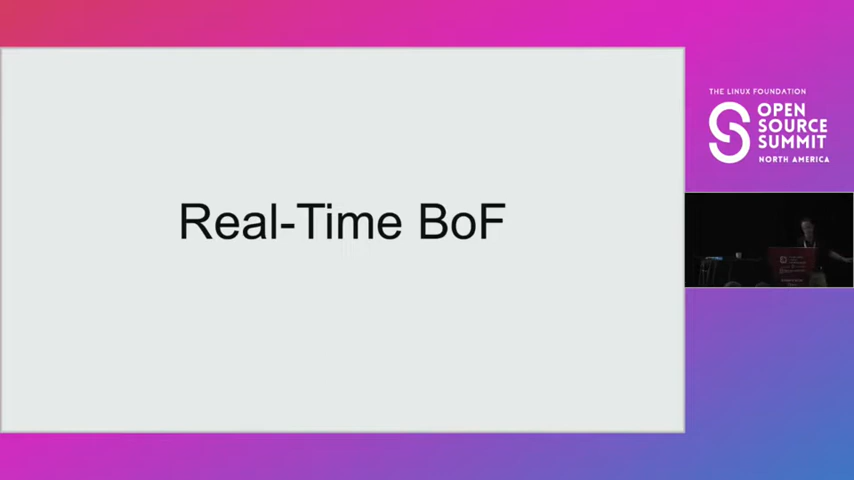 Real-Time BoF
THE LINUX FOUNDATION
OPEN
SOURCE
SUMMIT
NORTH AMERICA